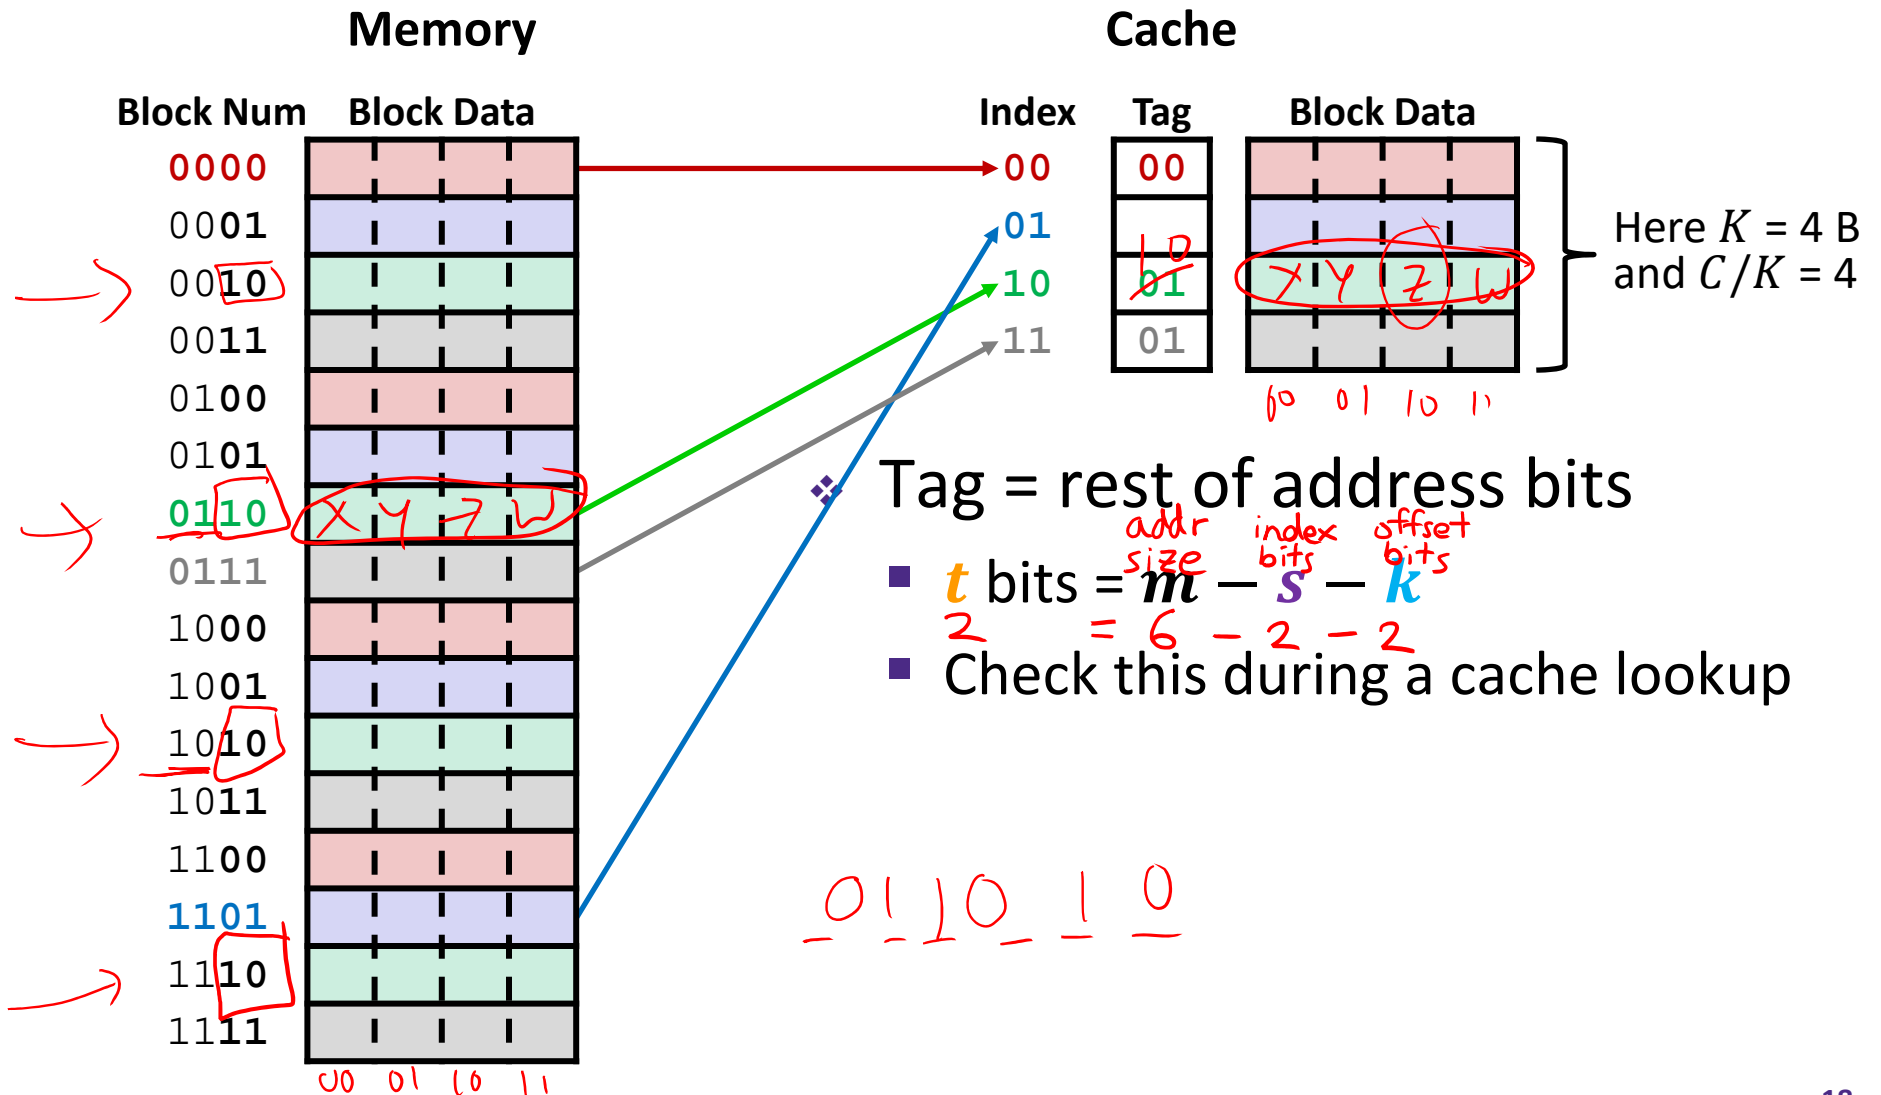 Memory Cache
Block Num Block Data Index Tag Block Data
0000 00 00
0001 01
0010 10 10 01 X Y Z W
0011 11 01
Here K = 4 B
and C/K = 4
00 01 10 11
0100
0101
0110 X Y Z W
0111
1000
1001
1010
1011
1100
1101
1110
1111
00 01 10 11
❖ Tag = rest of address bits
addr size index bits offset bits
▪ t bits = m − s − k
2 = 6 − 2 − 2
▪ Check this during a cache lookup
0 1 1 0 1 0